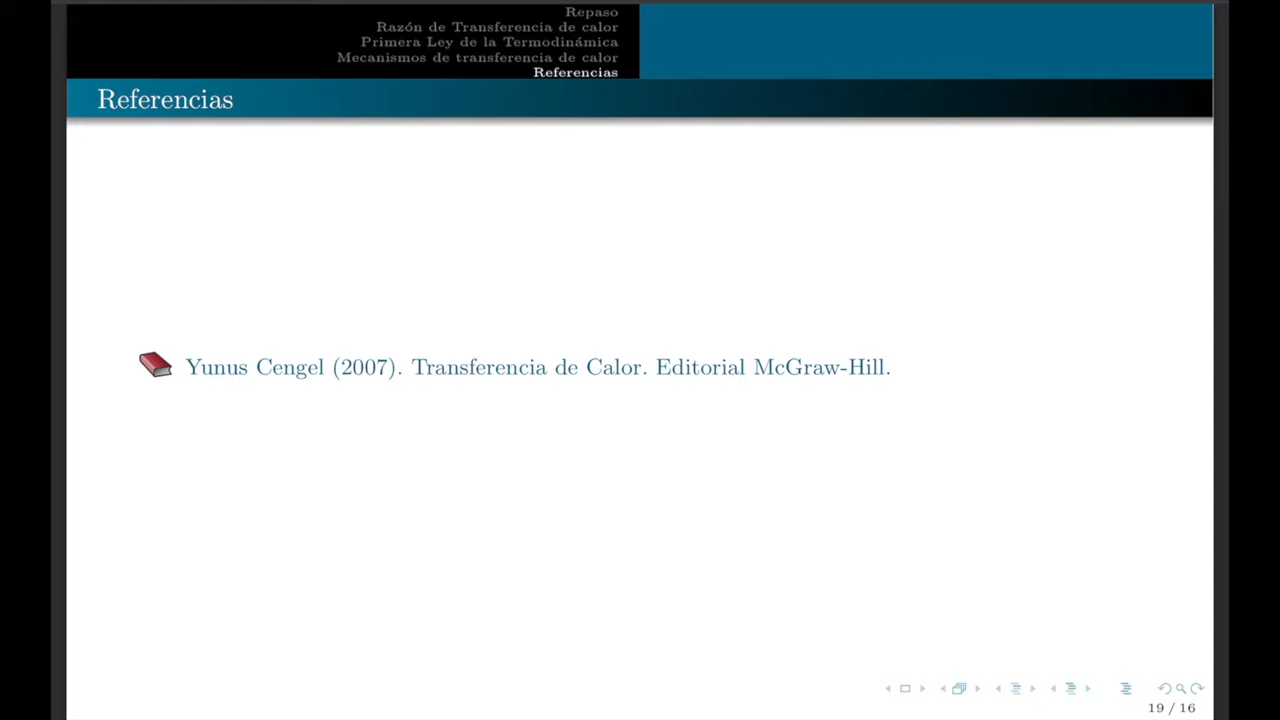 Repaso
Razón de Transferencia de calor
Primera Ley de la Termodinámica
Mecanismos de transferencia de calor
Referencias
Referencias
Yunus Cengel (2007). Transferencia de Calor. Editorial McGraw-Hill.
19 / 16